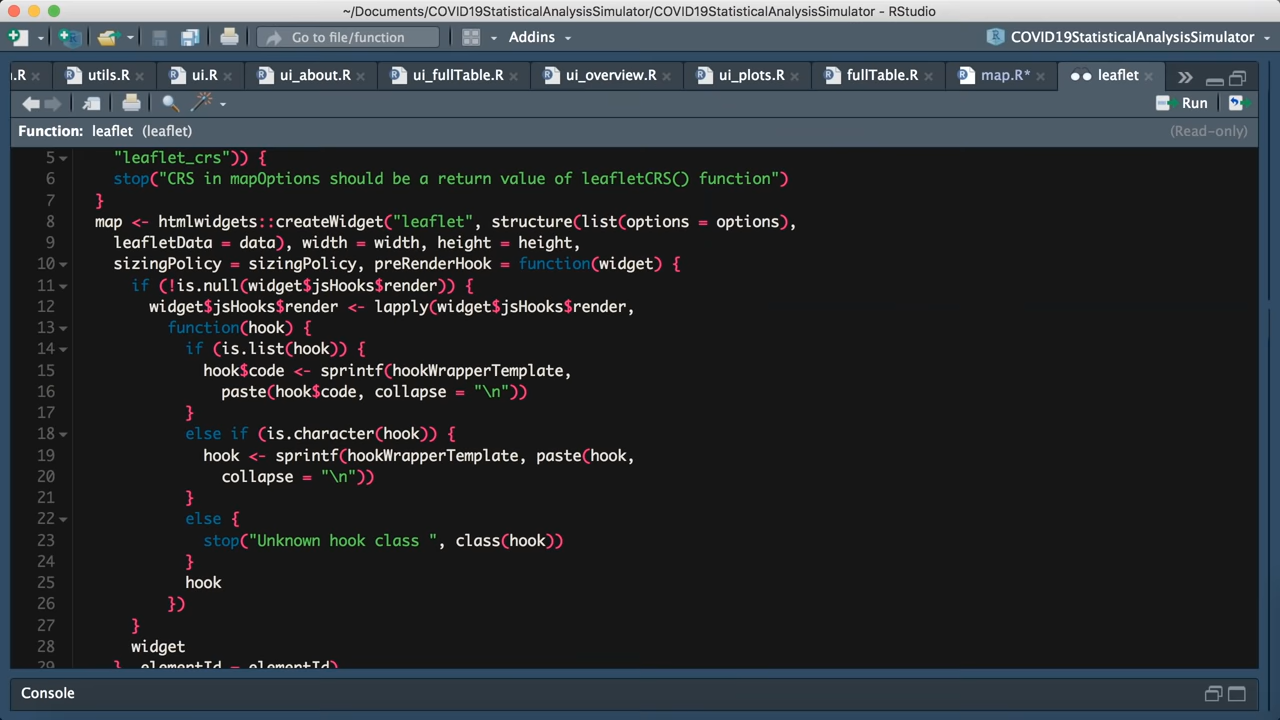 ~/Documents/COVID19StatisticalAnalysisSimulator/COVID19StatisticalAnalysisSimulator - RStudio
Go to file/function Addins COVID19StatisticalAnalysisSimulator
.R utils.R ui.R ui_about.R ui_fullTable.R ui_overview.R ui_plots.R fullTable.R map.R* leaflet
Run
Function: leaflet (leaflet) (Read-only)
5 "leaflet_crs")) {
6 stop("CRS in mapOptions should be a return value of leafletCRS() function")
7 }
8 map <- htmlwidgets::createWidget("leaflet", structure(list(options = options),
9 leafletData = data), width = width, height = height,
10 sizingPolicy = sizingPolicy, preRenderHook = function(widget) {
11 if (!is.null(widget$jsHooks$render)) {
12 widget$jsHooks$render <- lapply(widget$jsHooks$render,
13 function(hook) {
14 if (is.list(hook)) {
15 hook$code <- sprintf(hookWrapperTemplate,
16 paste(hook$code, collapse = "\n"))
17 }
18 else if (is.character(hook)) {
19 hook <- sprintf(hookWrapperTemplate, paste(hook,
20 collapse = "\n"))
21 }
22 else {
23 stop("Unknown hook class ", class(hook))
24 }
25 hook
26 })
27 }
28 widget
29 }, elementId = elementId)
Console